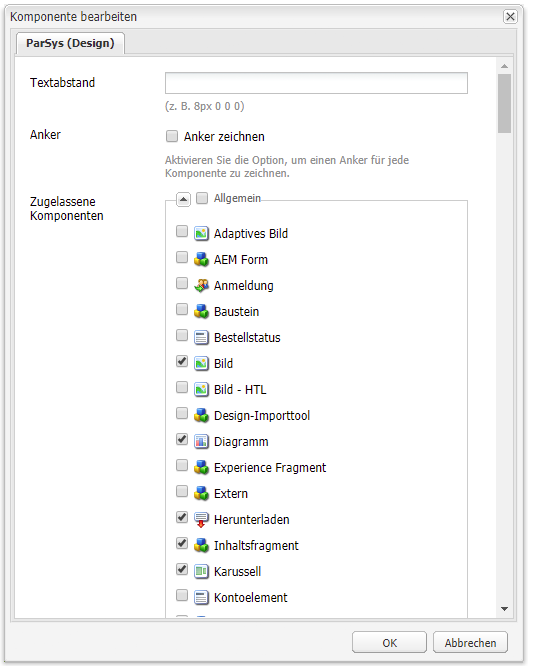 Komponente bearbeiten
ParSys (Design)
Textabstand
(z. B. 8px 0 0 0)
Anker
Anker zeichnen
Aktivieren Sie die Option, um einen Anker für jede
Komponente zu zeichnen.
Zugelassene
Komponenten
Allgemein
Adaptives Bild
AEM Form
Anmeldung
Baustein
Bestellstatus
Bild
Bild - HTL
Design-Importtool
Diagramm
Experience Fragment
Extern
Herunterladen
Inhaltsfragment
Karussell
Kontoelement
OK
Abbrechen